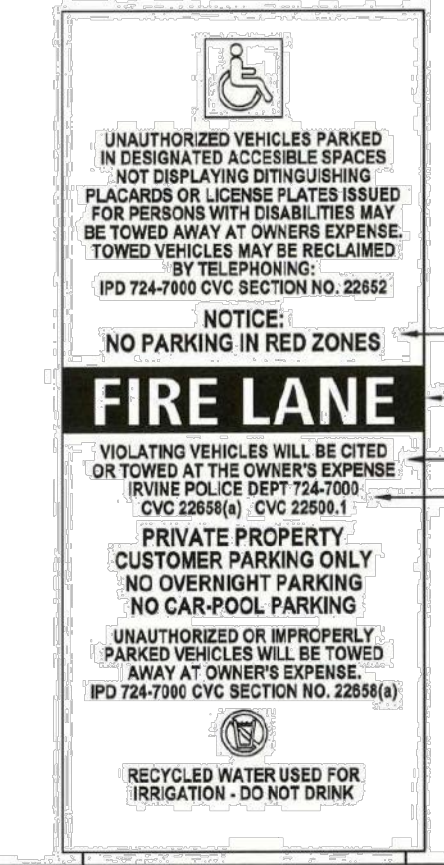 UNAUTHORIZED VEHICLES PARKED
IN DESIGNATED ACCESIBLE SPACES
NOT DISPLAYING DITINGUISHING
PLACARDS OR LICENSE PLATES ISSUED
FOR PERSONS WITH DISABILITIES MAY
BE TOWED AWAY AT OWNERS EXPENSE.
TOWED VEHICLES MAY BE RECLAIMED
BY TELEPHONING:
IPD 724-7000 CVC SECTION NO. 22652
NOTICE:
NO PARKING IN RED ZONES
FIRE LANE
VIOLATING VEHICLES WILL BE CITED
OR TOWED AT THE OWNER'S EXPENSE
IRVINE POLICE DEPT 724-7000
CVC 22658(a) CVC 22500.1
PRIVATE PROPERTY
CUSTOMER PARKING ONLY
NO OVERNIGHT PARKING
NO CAR-POOL PARKING
UNAUTHORIZED OR IMPROPERLY
PARKED VEHICLES WILL BE TOWED
AWAY AT OWNER'S EXPENSE.
IPD 724-7000 CVC SECTION NO. 22658(a)
RECYCLED WATER USED FOR
IRRIGATION - DO NOT DRINK